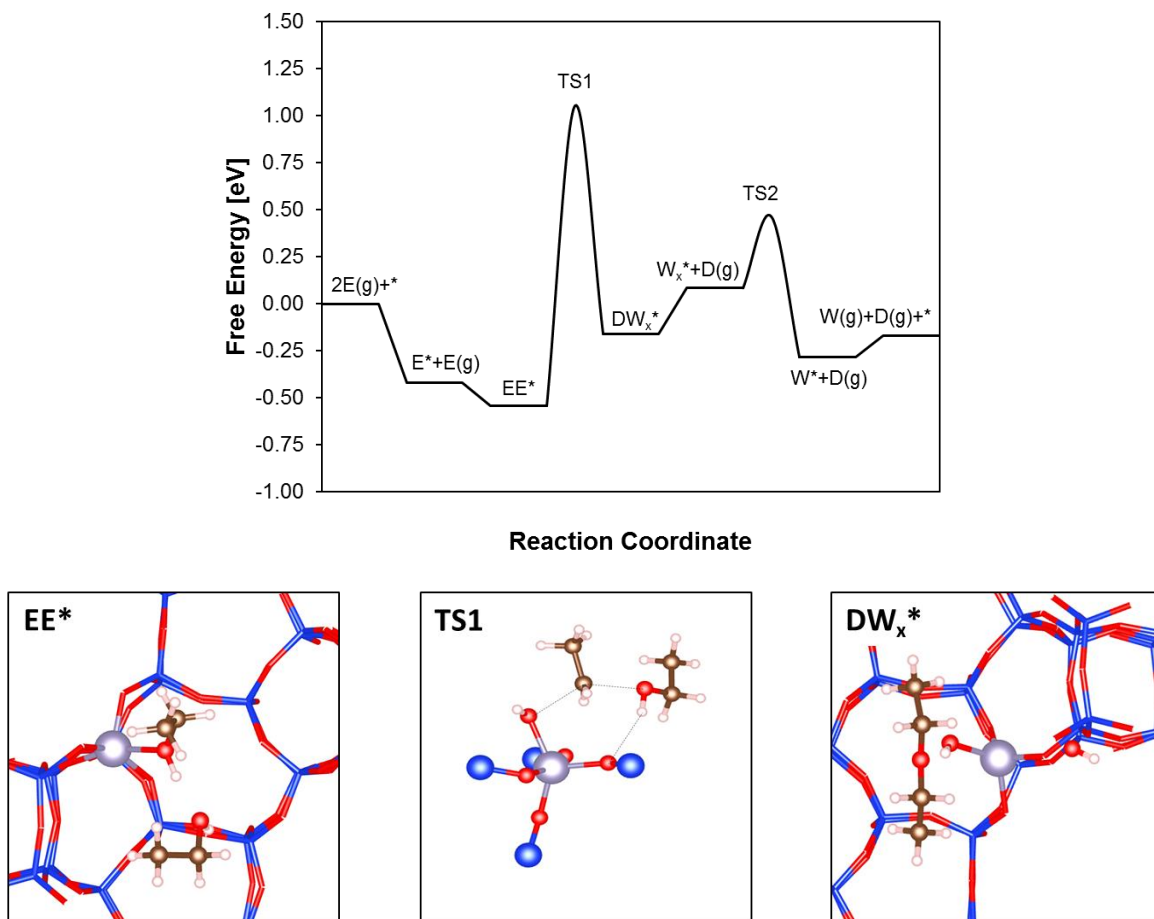 1.50
1.25
1.00
0.75
0.50
0.25
0.00
-0.25
-0.50
-0.75
-1.00
Free Energy [eV]
2E(g)+*
E*+E(g)
EE*
TS1
DWₓ*
Wₓ*+D(g)
TS2
W*+D(g)
W(g)+D(g)+*
Reaction Coordinate
EE*
TS1
DWₓ*